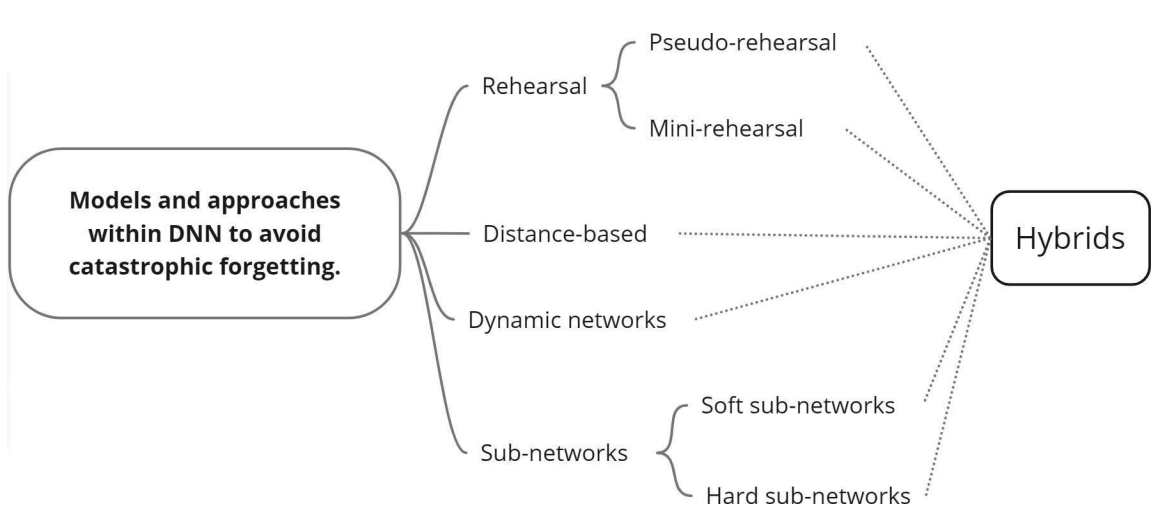 Models and approaches
within DNN to avoid
catastrophic forgetting.
Rehearsal
Pseudo-rehearsal
Mini-rehearsal
Distance-based
Dynamic networks
Sub-networks
Soft sub-networks
Hard sub-networks
Hybrids